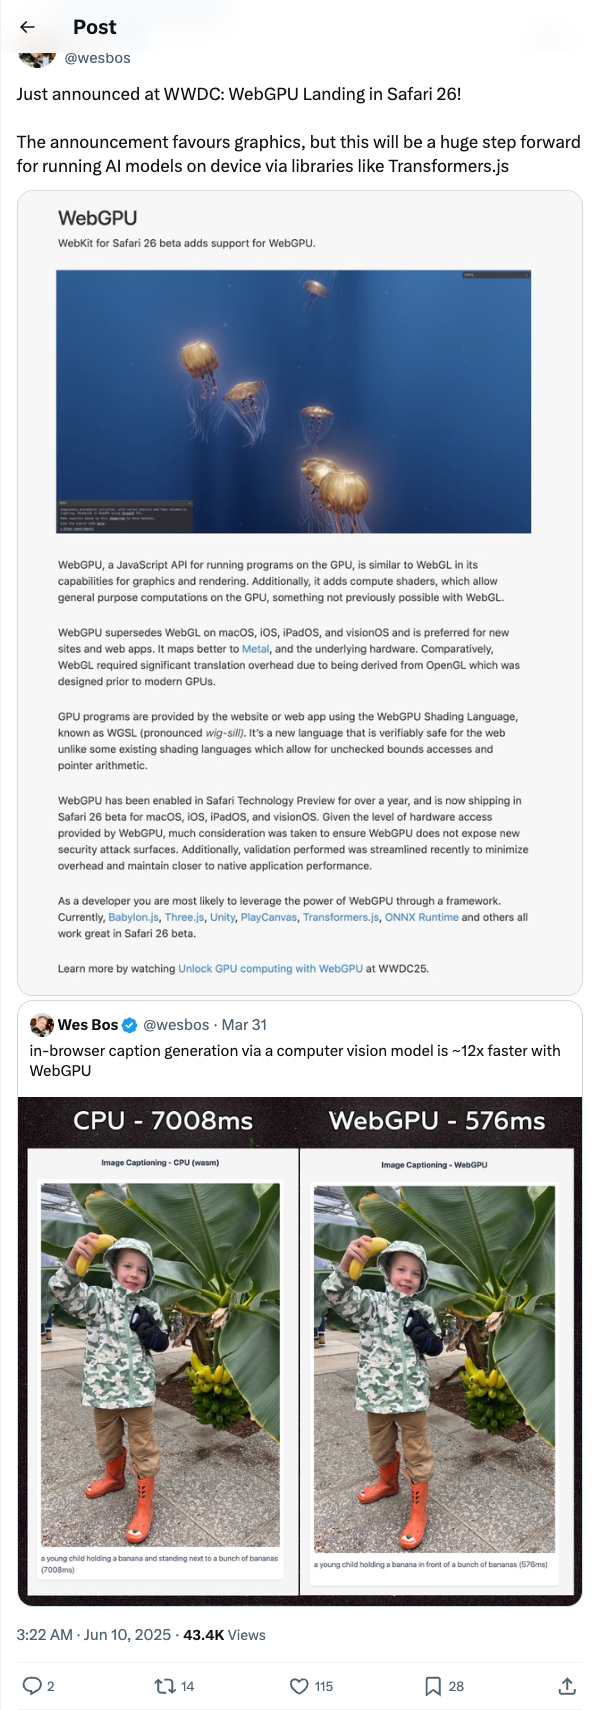 Post
@wesbos
Just announced at WWDC: WebGPU Landing in Safari 26!
The announcement favours graphics, but this will be a huge step forward
for running AI models on device via libraries like Transformers.js
WebGPU
WebKit for Safari 26 beta adds support for WebGPU.
WebGPU, a JavaScript API for running programs on the GPU, is similar to WebGL in its
capabilities for graphics and rendering. Additionally, it adds compute shaders, which allow
general purpose computations on the GPU, something not previously possible with WebGL.
WebGPU supersedes WebGL on macOS, iOS, iPadOS, and visionOS and is preferred for new
sites and web apps. It maps better to Metal, and the underlying hardware. Comparatively,
WebGL required significant translation overhead due to being derived from OpenGL which was
designed prior to modern GPUs.
GPU programs are provided by the website or web app using the WebGPU Shading Language,
known as WGSL (pronounced wig-sill). It's a new language that is verifiably safe for the web
unlike some existing shading languages which allow for unchecked bounds accesses and
pointer arithmetic.
WebGPU has been enabled in Safari Technology Preview for over a year, and is now shipping in
Safari 26 beta for macOS, iOS, iPadOS, and visionOS. Given the level of hardware access
provided by WebGPU, much consideration was taken to ensure WebGPU does not expose new
security attack surfaces. Additionally, validation performed was streamlined recently to minimize
overhead and maintain closer to native application performance.
As a developer you are most likely to leverage the power of WebGPU through a framework.
Currently, Babylon.js, Three.js, Unity, PlayCanvas, Transformers.js, ONNX Runtime and others all
work great in Safari 26 beta.
Learn more by watching Unlock GPU computing with WebGPU at WWDC25.
Wes Bos @wesbos · Mar 31
in-browser caption generation via a computer vision model is ~12x faster with
WebGPU
CPU - 7008ms
WebGPU - 576ms
Image Captioning - CPU (wasm)
Image Captioning - WebGPU
a young child holding a banana and standing next to a bunch of bananas
(7008ms)
a young child holding a banana in front of a bunch of bananas (576ms)
3:22 AM · Jun 10, 2025 · 43.4K Views
2 14 115 28